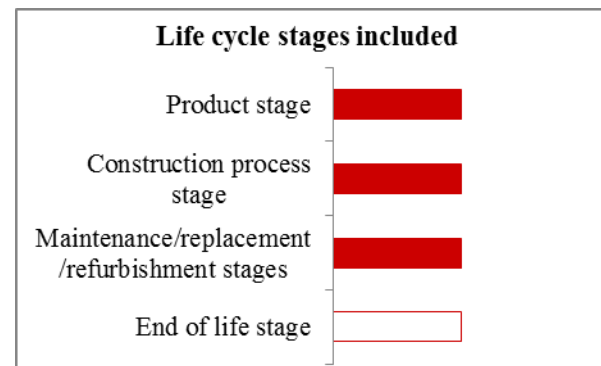 Life cycle stages included
Product stage
Construction process
stage
Maintenance/replacement
/refurbishment stages
End of life stage